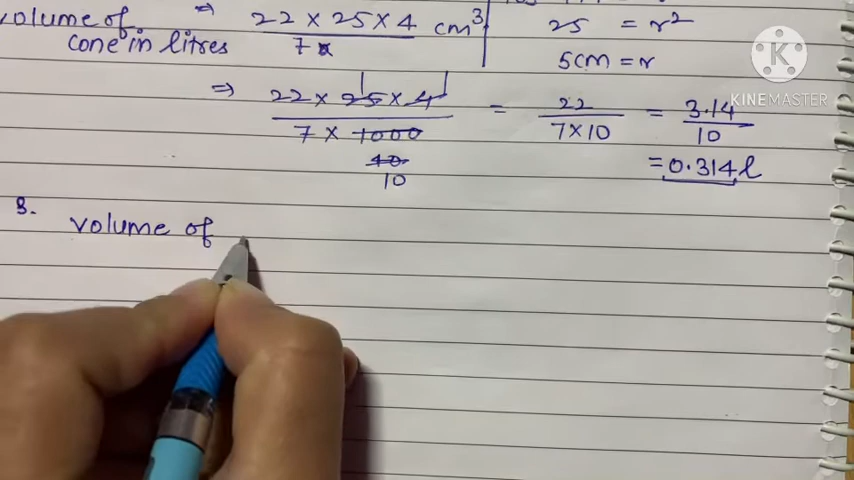 volume of ⇒ 22 × 25 × 4 / 7 cm³ 25 = r²
cone in litres 5cm = r
⇒ 22 × 25 × 4 / 7 × 1000 = 22 / 7×10 = 3.14 / 10
40
10 = 0.314 l
3. volume of
KINEMASTER